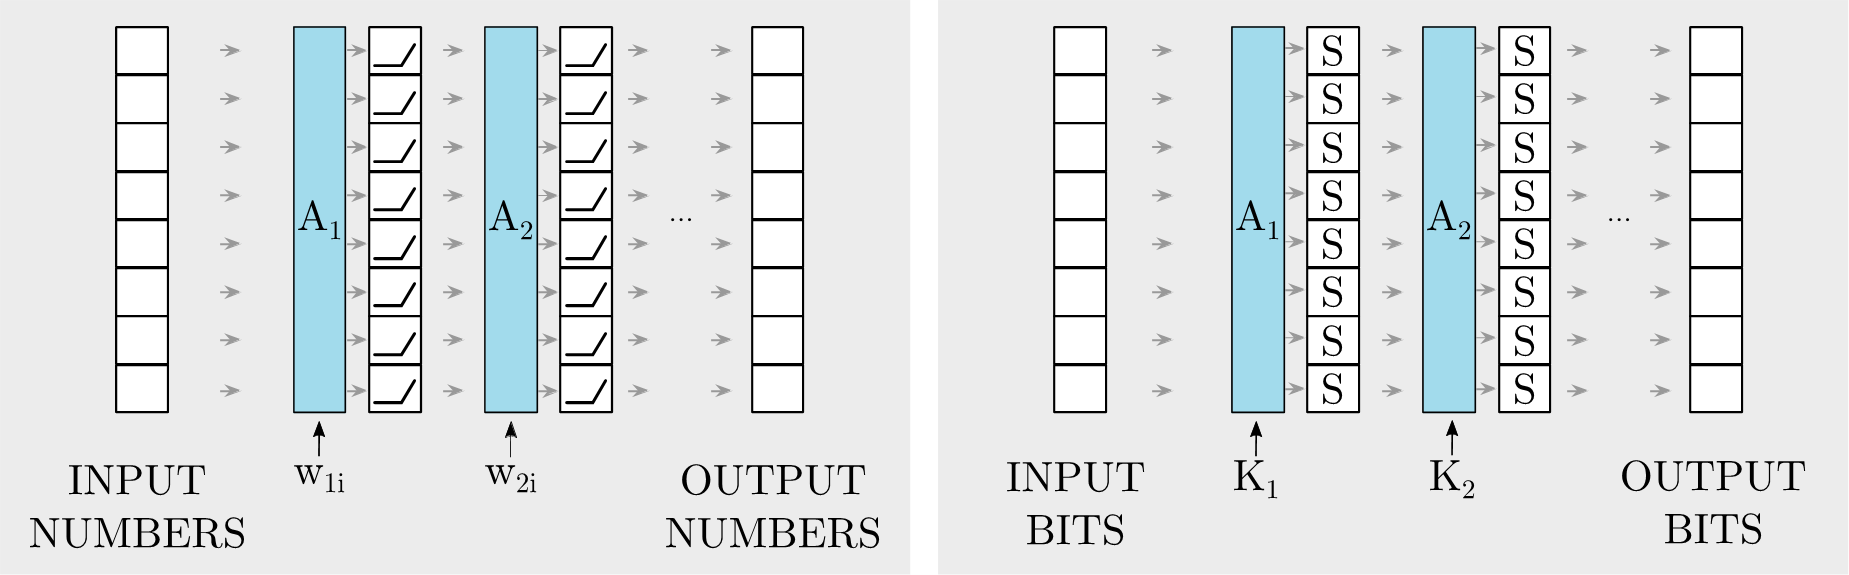 A₁
A₂
...
w₁ᵢ
w₂ᵢ
INPUT
NUMBERS
OUTPUT
NUMBERS
S S
S S
S S
S S
A₁ S A₂ S
...
S S
S S
S S
K₁
K₂
INPUT
BITS
OUTPUT
BITS